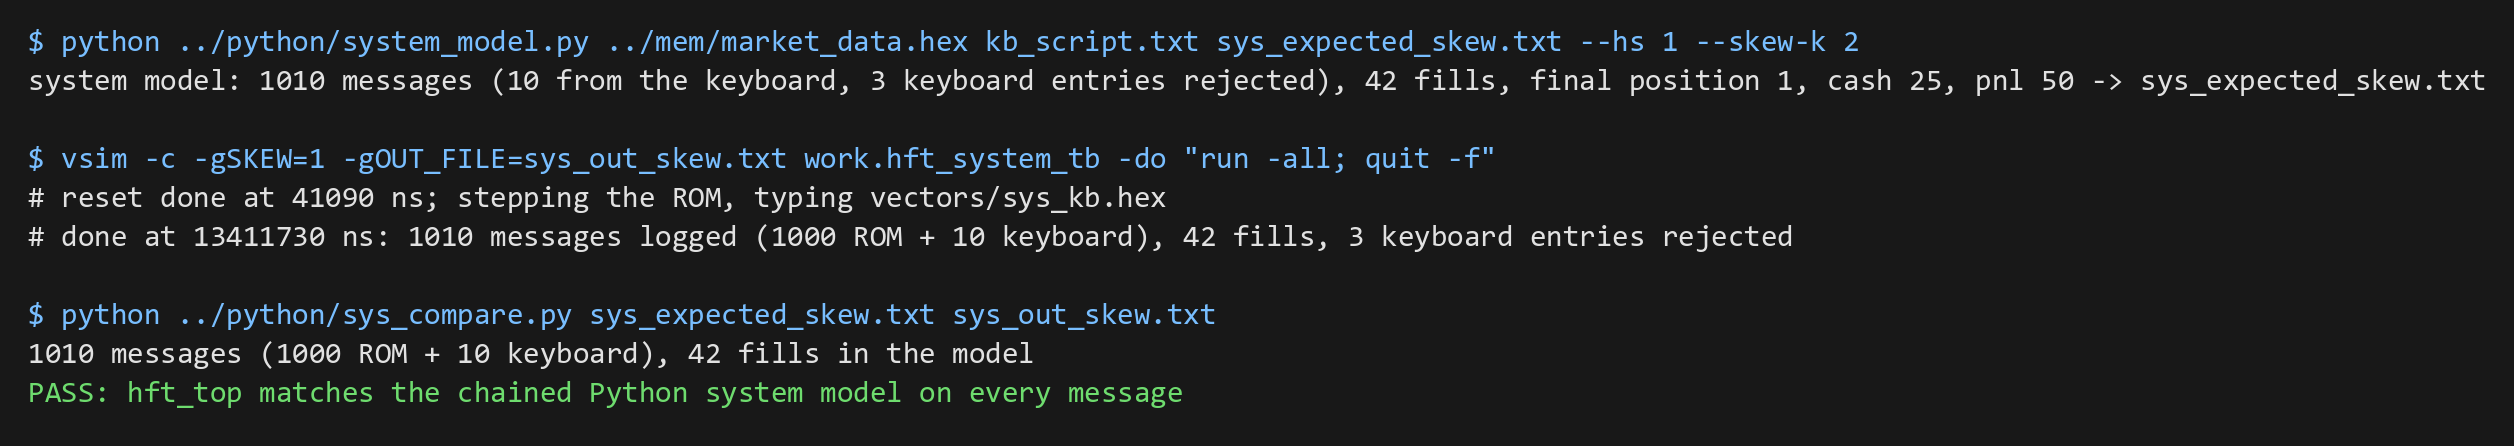 $ python ../python/system_model.py ../mem/market_data.hex kb_script.txt sys_expected_skew.txt --hs 1 --skew-k 2
system model: 1010 messages (10 from the keyboard, 3 keyboard entries rejected), 42 fills, final position 1, cash 25, pnl 50 -> sys_expected_skew.txt
$ vsim -c -gSKEW=1 -gOUT_FILE=sys_out_skew.txt work.hft_system_tb -do "run -all; quit -f"
# reset done at 41090 ns; stepping the ROM, typing vectors/sys_kb.hex
# done at 13411730 ns: 1010 messages logged (1000 ROM + 10 keyboard), 42 fills, 3 keyboard entries rejected
$ python ../python/sys_compare.py sys_expected_skew.txt sys_out_skew.txt
1010 messages (1000 ROM + 10 keyboard), 42 fills in the model
PASS: hft_top matches the chained Python system model on every message